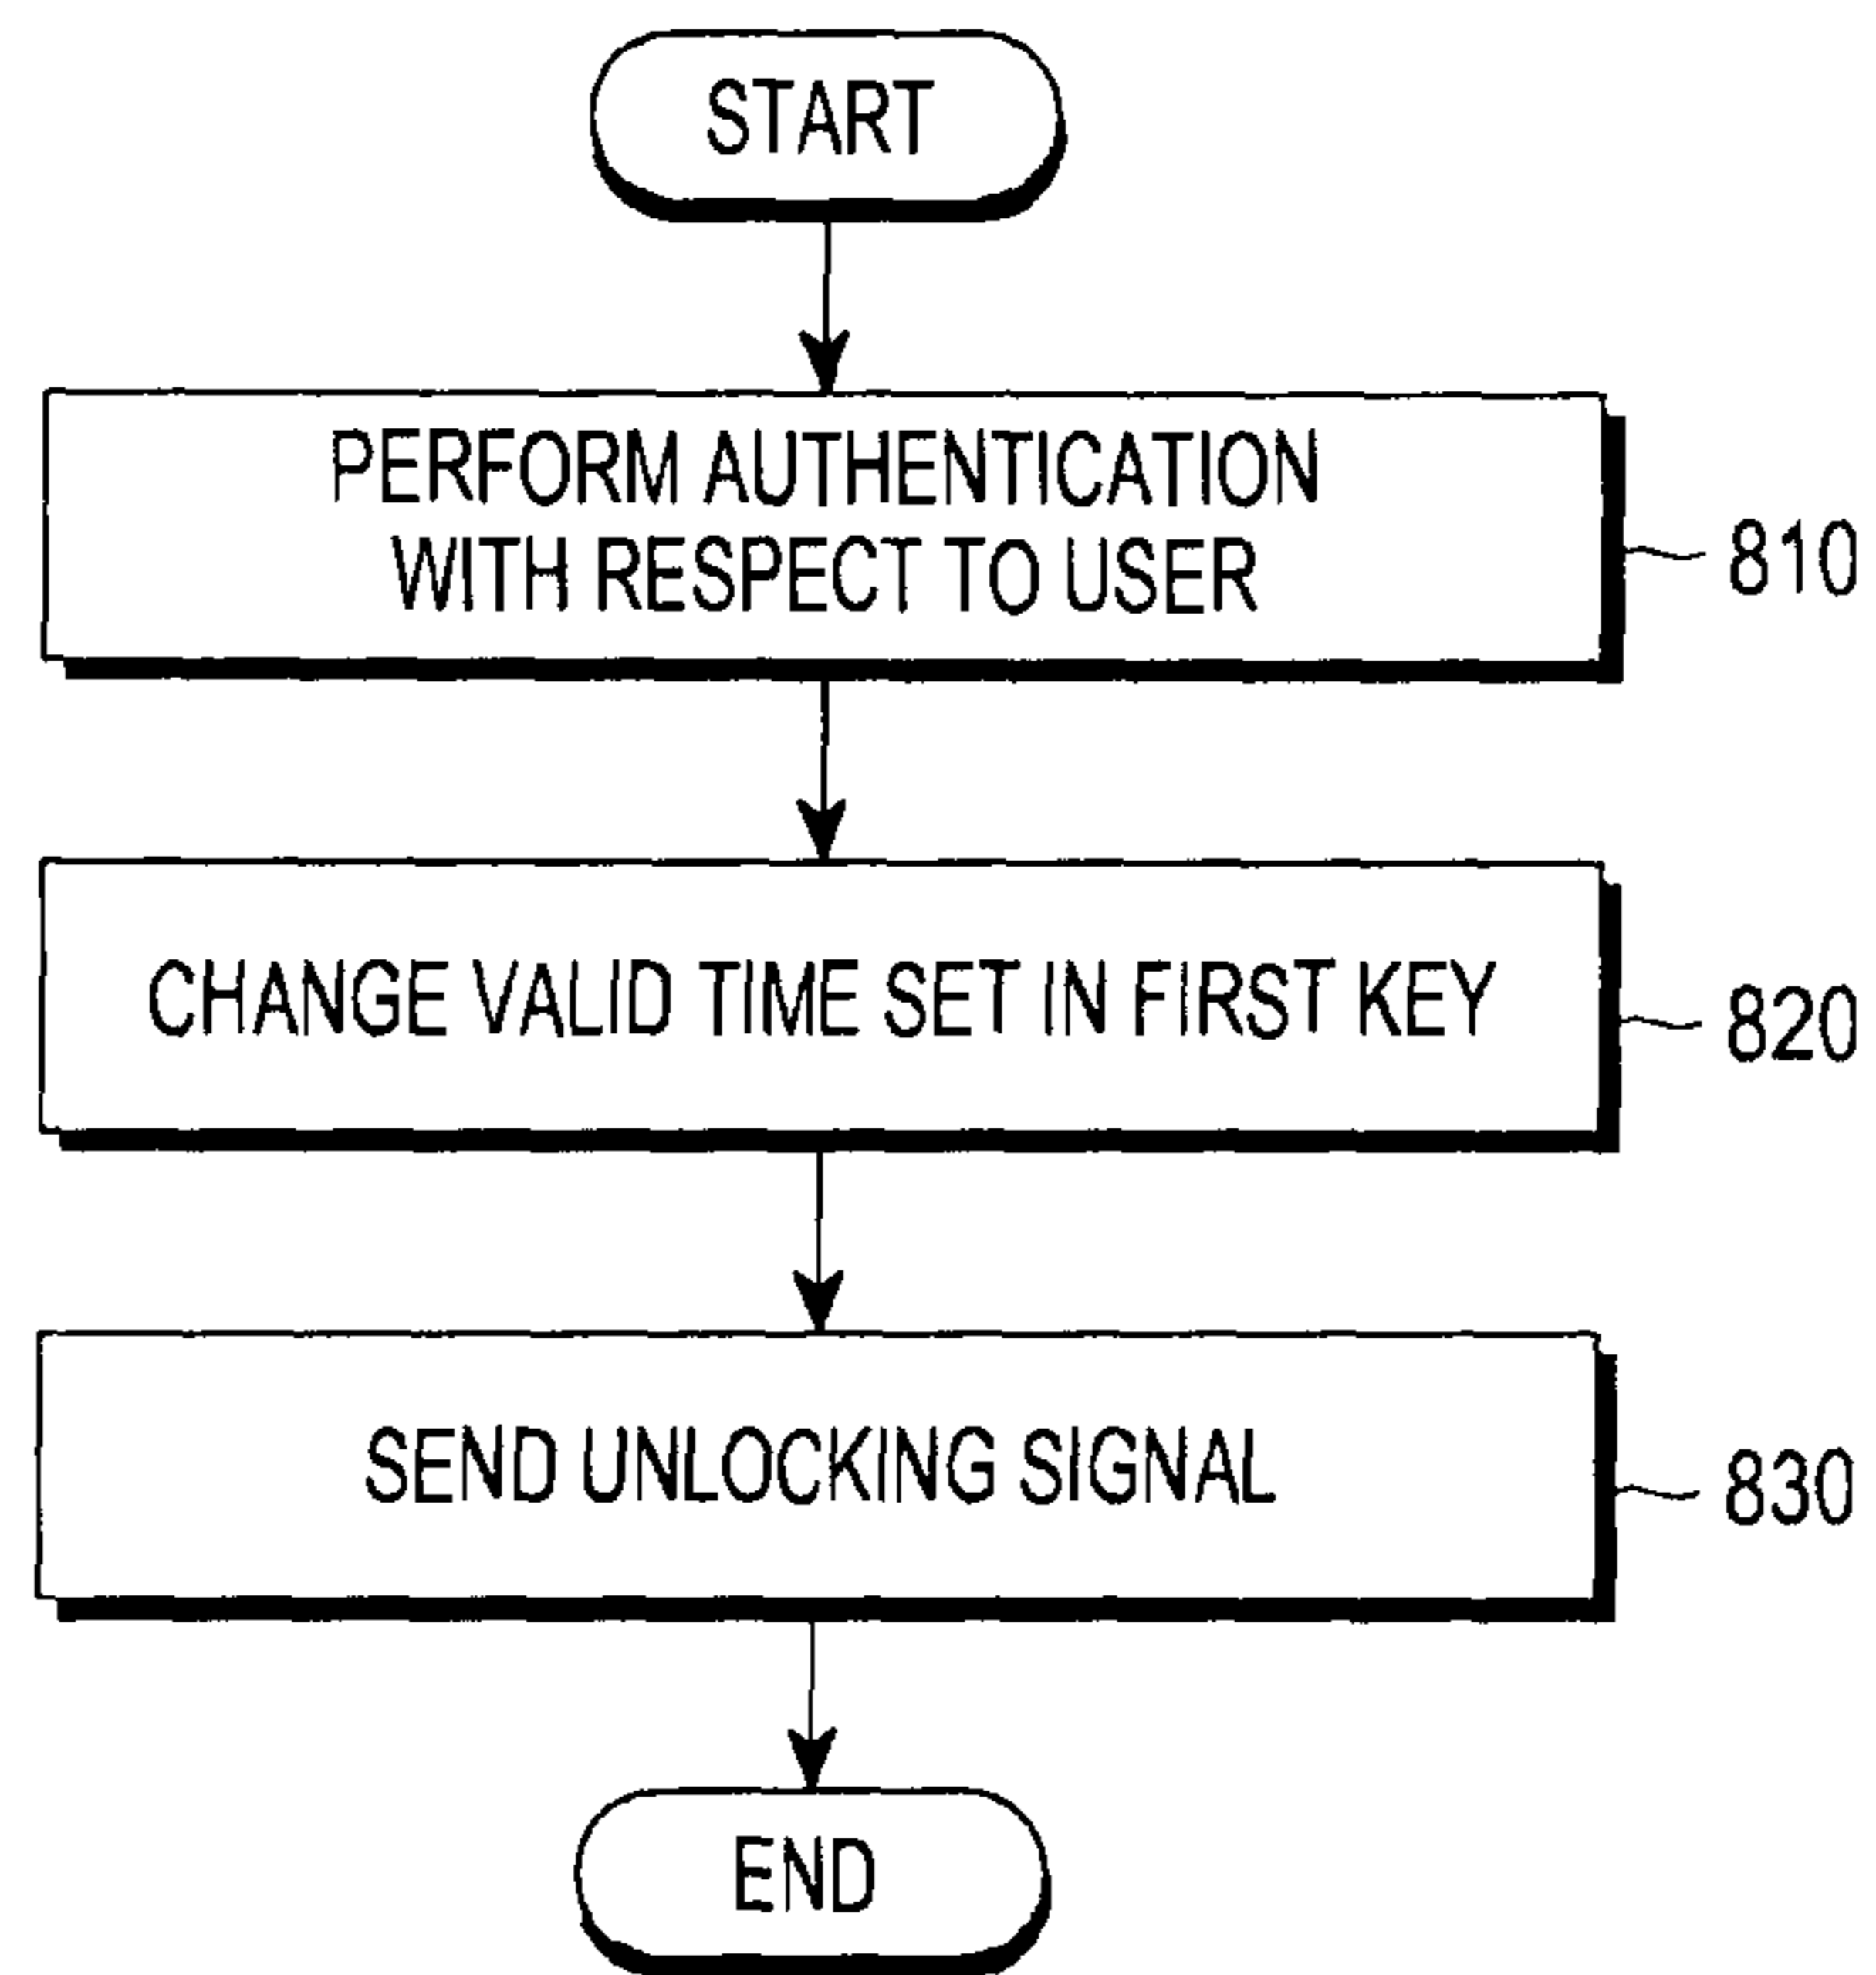 START
PERFORM AUTHENTICATION
WITH RESPECT TO USER
810
CHANGE VALID TIME SET IN FIRST KEY
820
SEND UNLOCKING SIGNAL
830
END